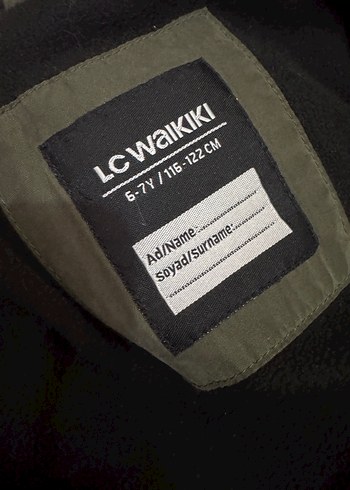 LC WAIKIKI
6-7Y / 116-122 CM
Ad/Name:
Soyad/Surname: